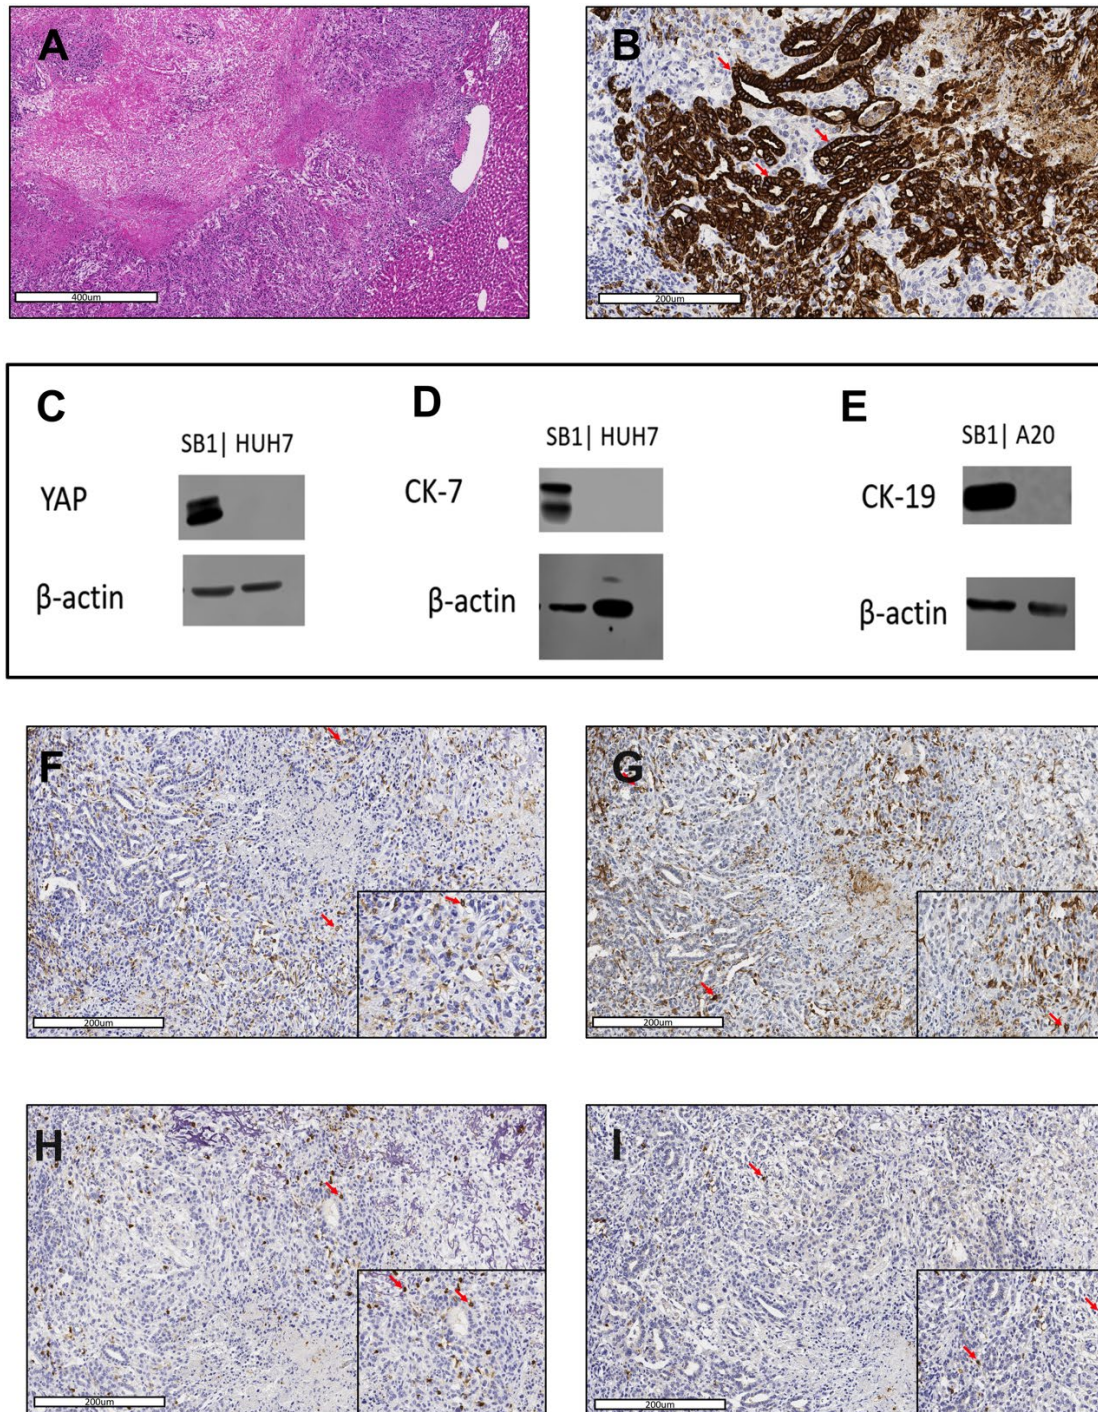 A
B
400um
200um
C
D
E
SB1| HUH7
SB1| HUH7
SB1| A20
YAP
CK-7
CK-19
β-actin
β-actin
β-actin
F
G
200um
200um
H
I
200um
200um